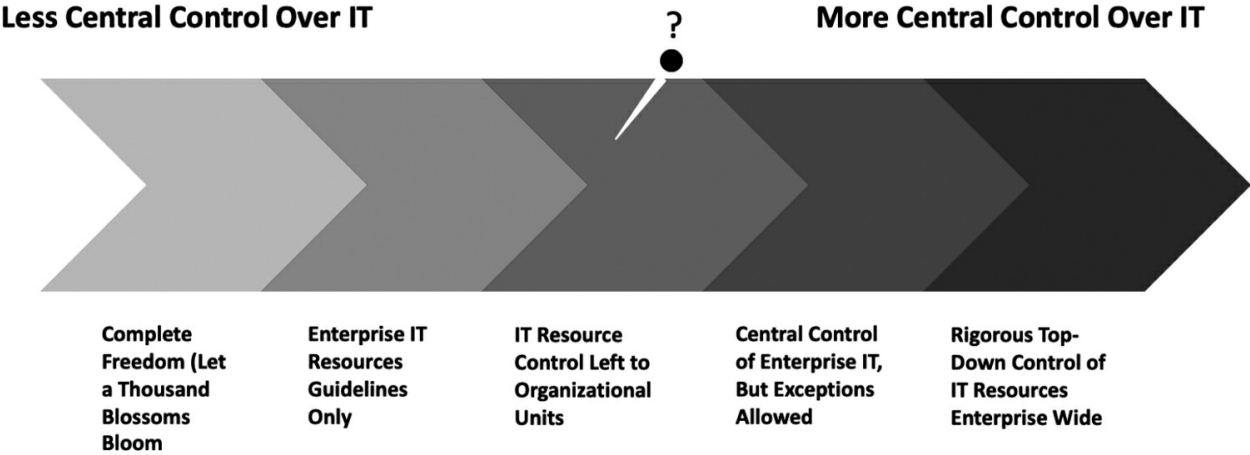 Less Central Control Over IT
?
More Central Control Over IT
Complete
Freedom (Let
a Thousand
Blossoms
Bloom
Enterprise IT
Resources
Guidelines
Only
IT Resource
Control Left to
Organizational
Units
Central Control
of Enterprise IT,
But Exceptions
Allowed
Rigorous Top-
Down Control of
IT Resources
Enterprise Wide